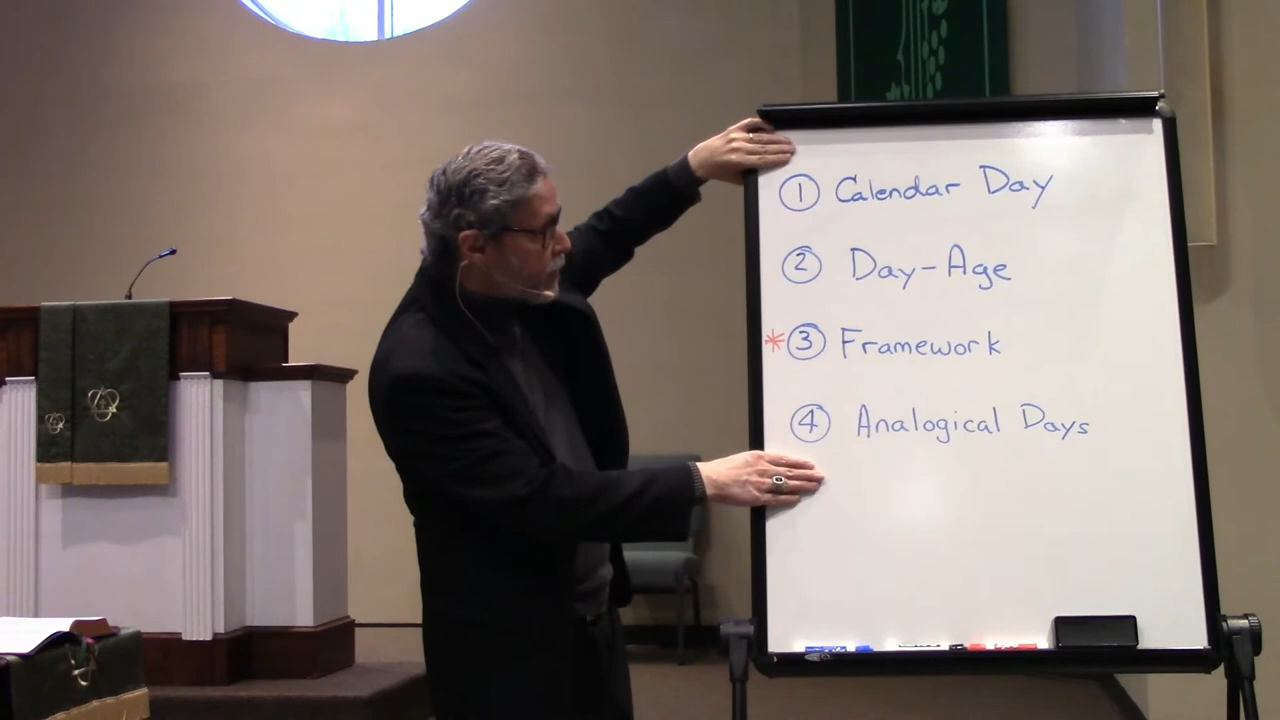 ① Calendar Day
② Day-Age
*③ Framework
④ Analogical Days